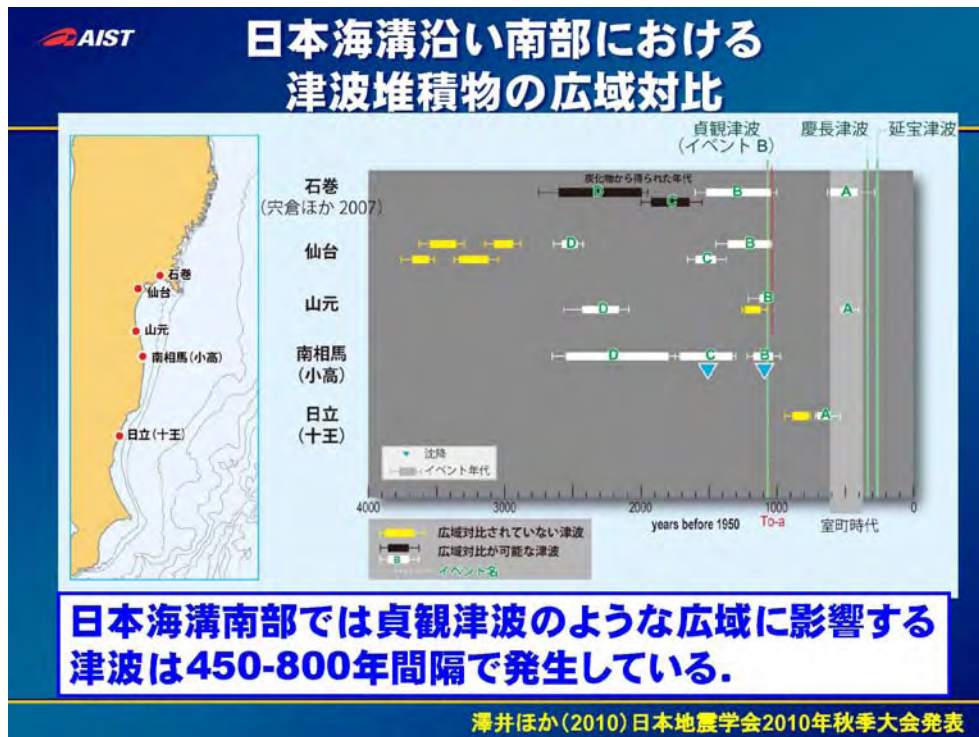 AIST
日本海溝沿い南部における
津波堆積物の広域対比
貞観津波
(イベント B)
慶長津波
延宝津波
石巻
(宍倉ほか 2007)
炭化物から得られた年代
D
C
B
A
仙台
D
C
B
山元
D
B
A
南相馬
(小高)
D
C
B
日立
(十王)
A
石巻
仙台
山元
南相馬(小高)
日立(十王)
沈降
イベント年代
4000
3000
2000
1000
0
years before 1950
To-a
室町時代
広域対比されていない津波
広域対比が可能な津波
B
イベント名
日本海溝南部では貞観津波のような広域に影響する
津波は450-800年間隔で発生している.
澤井ほか(2010)日本地震学会2010年秋季大会発表